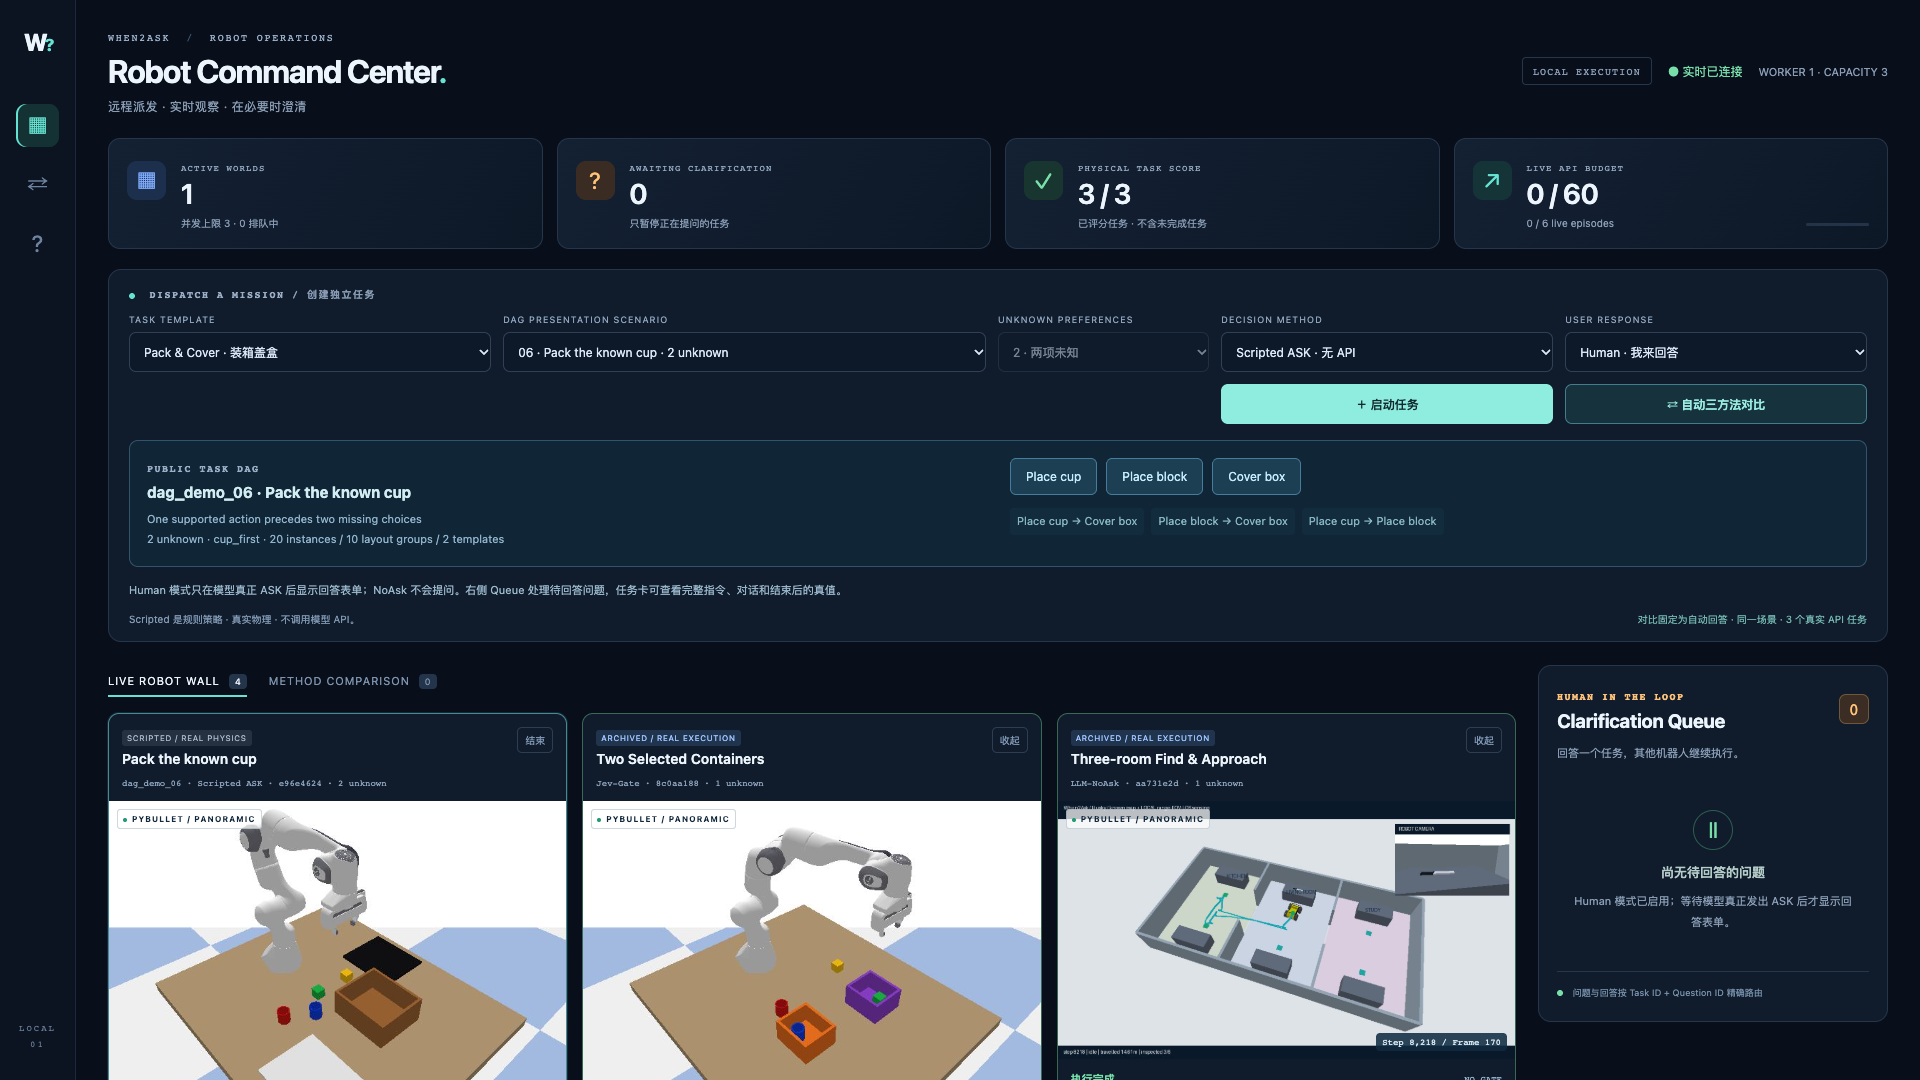 W?
WHEN2ASK / ROBOT OPERATIONS
Robot Command Center.
远程派发 · 实时观察 · 在必要时澄清
LOCAL EXECUTION
实时已连接
WORKER 1 · CAPACITY 3
ACTIVE WORLDS
1
并发上限 3 · 0 排队中
?
AWAITING CLARIFICATION
0
只暂停正在提问的任务
PHYSICAL TASK SCORE
3/3
已评分任务 · 不含未完成任务
LIVE API BUDGET
0/60
0 / 6 live episodes
?
DISPATCH A MISSION / 创建独立任务
TASK TEMPLATE
Pack & Cover · 装箱盖盒
DAG PRESENTATION SCENARIO
06 · Pack the known cup · 2 unknown
UNKNOWN PREFERENCES
2 · 两项未知
DECISION METHOD
Scripted ASK · 无 API
USER RESPONSE
Human · 我来回答
+ 启动任务
⇄ 自动三方法对比
PUBLIC TASK DAG
dag_demo_06 · Pack the known cup
One supported action precedes two missing choices
2 unknown · cup_first · 20 instances / 10 layout groups / 2 templates
Place cup
Place block
Cover box
Place cup → Cover box
Place block → Cover box
Place cup → Place block
Human 模式只在模型真正 ASK 后显示回答表单；NoAsk 不会提问。右侧 Queue 处理待回答问题，任务卡可查看完整指令、对话和结束后的真值。
Scripted 是规则策略 · 真实物理 · 不调用模型 API。
对比固定为自动回答 · 同一场景 · 3 个真实 API 任务
LIVE ROBOT WALL 4
METHOD COMPARISON 0
SCRIPTED / REAL PHYSICS
结束
Pack the known cup
dag_demo_06 · Scripted ASK · e96e4624 · 2 unknown
PYBULLET / PANORAMIC
ARCHIVED / REAL EXECUTION
收起
Two Selected Containers
Jev-Gate · 8c0aa188 · 1 unknown
PYBULLET / PANORAMIC
ARCHIVED / REAL EXECUTION
收起
Three-room Find & Approach
LLM-NoAsk · aa731e2d · 1 unknown
PYBULLET / PANORAMIC
ROBOT CAMERA
Step 8,218 / Frame 170
执行完成
NO GATE
HUMAN IN THE LOOP
Clarification Queue
0
回答一个任务，其他机器人继续执行。
尚无待回答的问题
Human 模式已启用；等待模型真正发出 ASK 后才显示回
答表单。
问题与回答按 Task ID + Question ID 精确路由
LOCAL
01